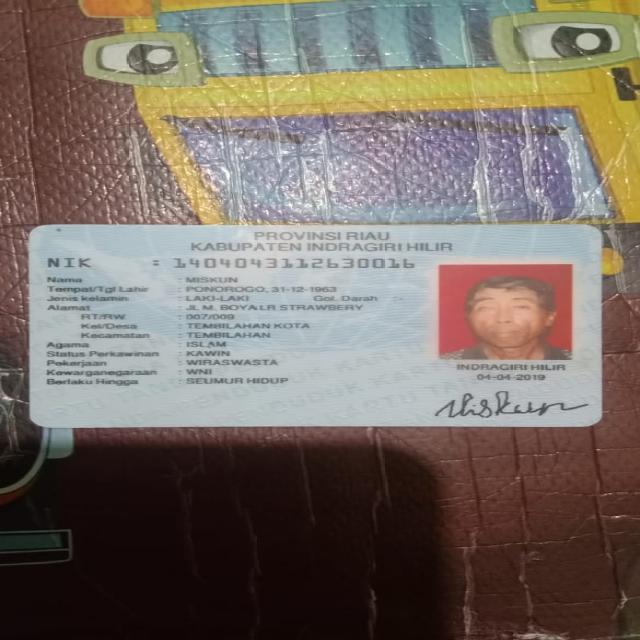 PROVINSI RIAU
KABUPATEN INDRAGIRI HILIR
NIK : 1404043112630016
Nama : MISKUN
Tempat/Tgl Lahir : PONOROGO, 31-12-1963
Jenis kelamin : LAKI-LAKI Gol. Darah : -
Alamat : JL M. BOYA LR STRAWBERY
RT/RW : 007/009
Kel/Desa : TEMBILAHAN KOTA
Kecamatan : TEMBILAHAN
Agama : ISLAM
Status Perkawinan : KAWIN
Pekerjaan : WIRASWASTA
Kewarganegaraan : WNI
Berlaku Hingga : SEUMUR HIDUP
INDRAGIRI HILIR
04-04-2019
Miskun